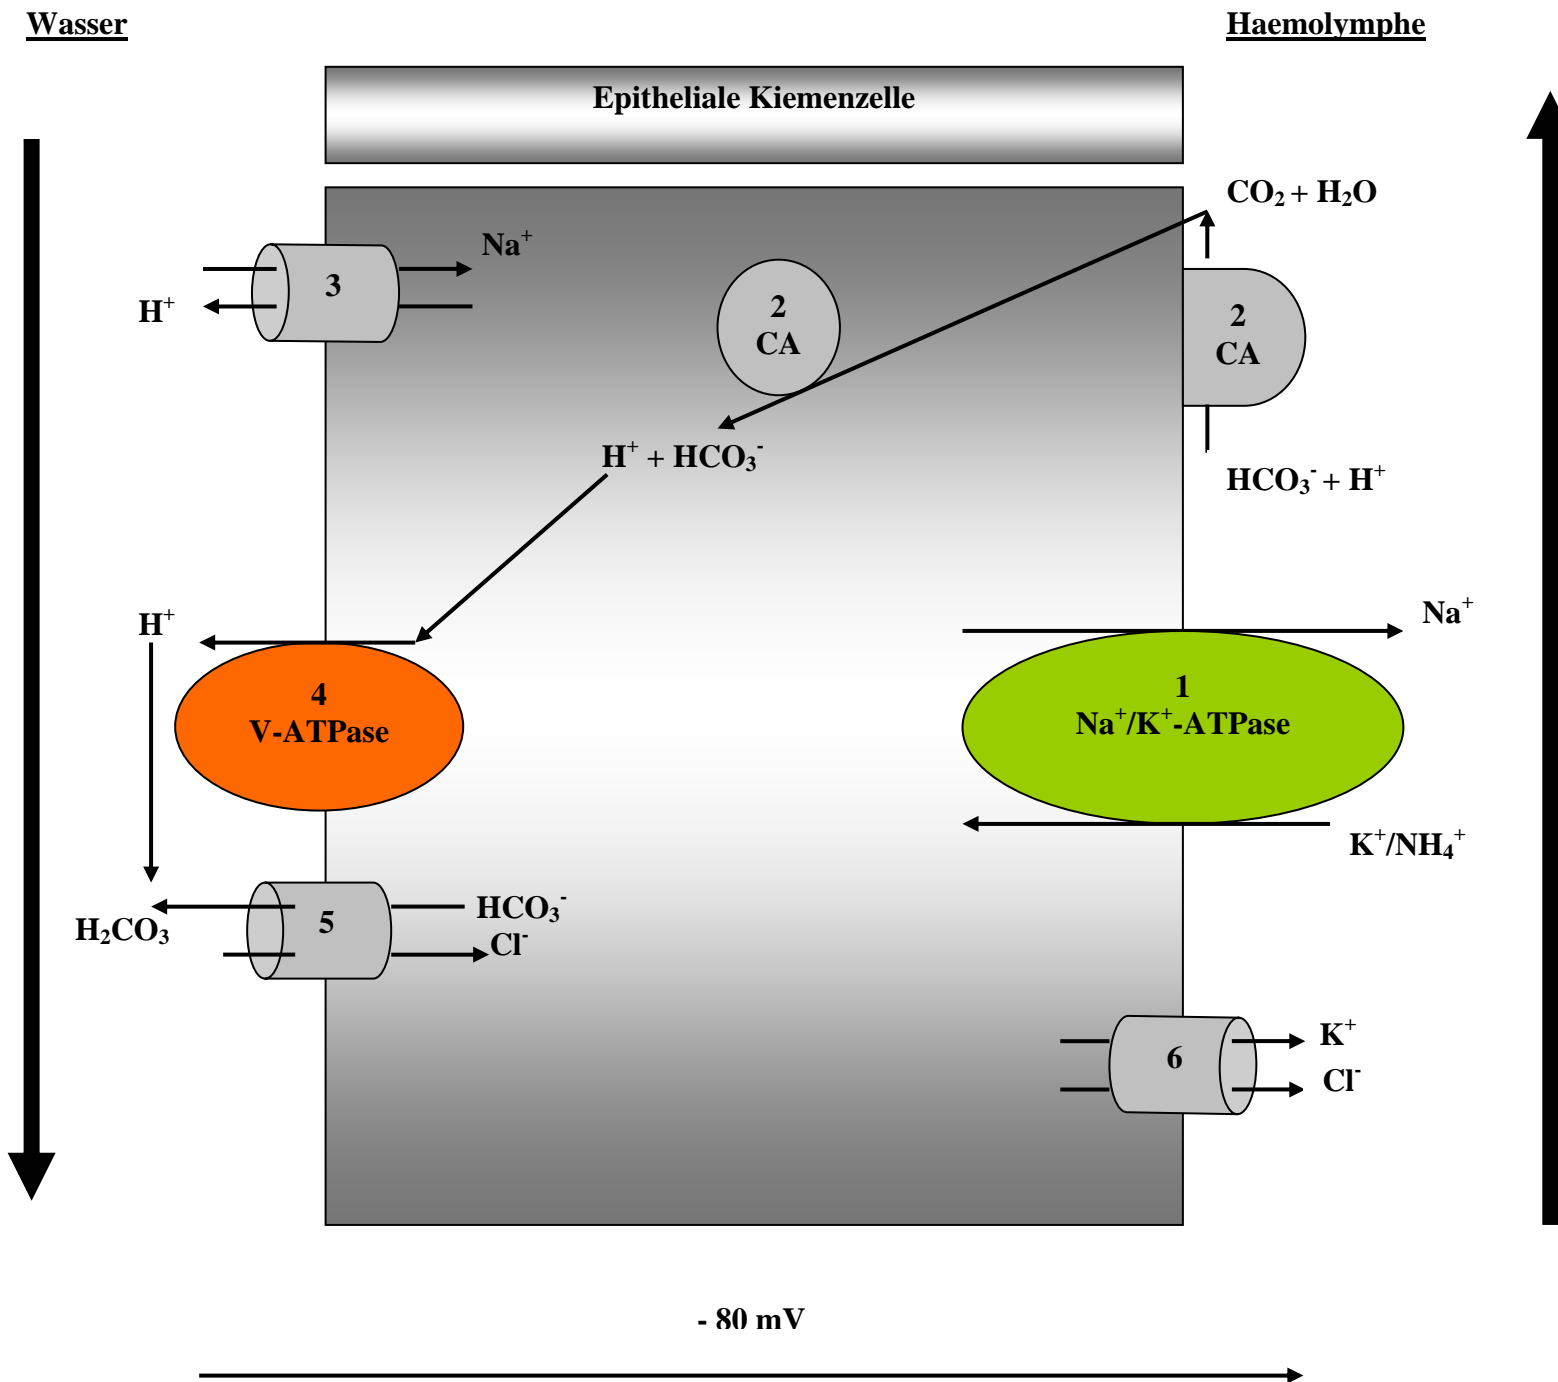 Wasser
Haemolymphe
Epitheliale Kiemenzelle
CO₂ + H₂O
Na⁺
3
H⁺
2
CA
2
CA
H⁺ + HCO₃⁻
HCO₃⁻ + H⁺
H⁺
Na⁺
4
V-ATPase
1
Na⁺/K⁺-ATPase
K⁺/NH₄⁺
H₂CO₃
5
HCO₃⁻
Cl⁻
6
K⁺
Cl⁻
- 80 mV